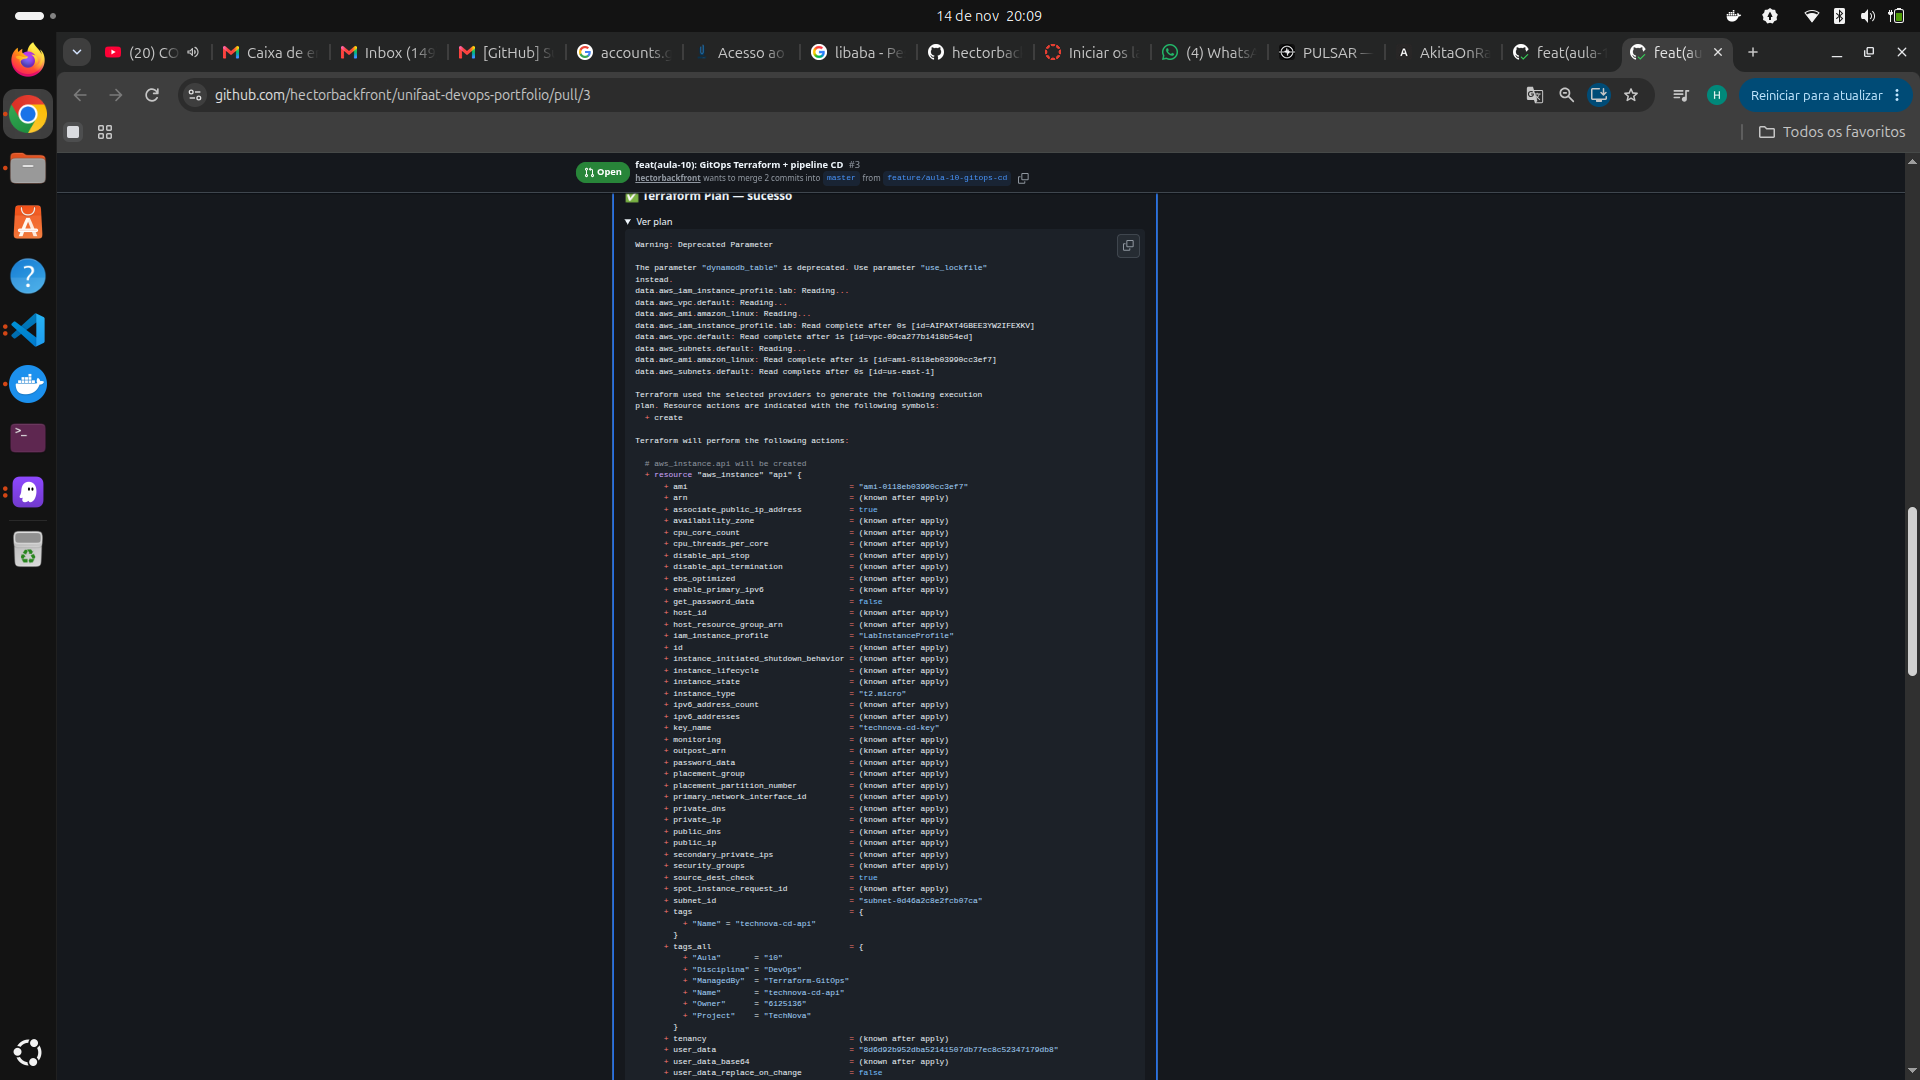 14 de nov 20:09
(20) CO
Caixa de e
Inbox (149
[GitHub] S
accounts.g
Acesso ao
libaba - Pe
hectorbac
Iniciar os l
(4) Whats
PULSAR —
AkitaOnRa
feat(aula-
feat(au
github.com/hectorbackfront/unifaat-devops-portfolio/pull/3
H
Reiniciar para atualizar
Todos os favoritos
Open
feat(aula-10): GitOps Terraform + pipeline CD #3
hectorbackfront wants to merge 2 commits into master from feature/aula-10-gitops-cd
Terraform Plan — sucesso
Ver plan
Warning: Deprecated Parameter
The parameter "dynamodb_table" is deprecated. Use parameter "use_lockfile"
instead.
data.aws_iam_instance_profile.lab: Reading...
data.aws_vpc.default: Reading...
data.aws_ami.amazon_linux: Reading...
data.aws_iam_instance_profile.lab: Read complete after 0s [id=AIPAXT4GBEE3YW2IFEXKV]
data.aws_vpc.default: Read complete after 1s [id=vpc-09ca277b1418b54ed]
data.aws_subnets.default: Reading...
data.aws_ami.amazon_linux: Read complete after 1s [id=ami-0118eb03990cc3ef7]
data.aws_subnets.default: Read complete after 0s [id=us-east-1]
Terraform used the selected providers to generate the following execution
plan. Resource actions are indicated with the following symbols:
+ create
Terraform will perform the following actions:
# aws_instance.api will be created
+ resource "aws_instance" "api" {
+ ami = "ami-0118eb03990cc3ef7"
+ arn = (known after apply)
+ associate_public_ip_address = true
+ availability_zone = (known after apply)
+ cpu_core_count = (known after apply)
+ cpu_threads_per_core = (known after apply)
+ disable_api_stop = (known after apply)
+ disable_api_termination = (known after apply)
+ ebs_optimized = (known after apply)
+ enable_primary_ipv6 = (known after apply)
+ get_password_data = false
+ host_id = (known after apply)
+ host_resource_group_arn = (known after apply)
+ iam_instance_profile = "LabInstanceProfile"
+ id = (known after apply)
+ instance_initiated_shutdown_behavior = (known after apply)
+ instance_lifecycle = (known after apply)
+ instance_state = (known after apply)
+ instance_type = "t2.micro"
+ ipv6_address_count = (known after apply)
+ ipv6_addresses = (known after apply)
+ key_name = "technova-cd-key"
+ monitoring = (known after apply)
+ outpost_arn = (known after apply)
+ password_data = (known after apply)
+ placement_group = (known after apply)
+ placement_partition_number = (known after apply)
+ primary_network_interface_id = (known after apply)
+ private_dns = (known after apply)
+ private_ip = (known after apply)
+ public_dns = (known after apply)
+ public_ip = (known after apply)
+ secondary_private_ips = (known after apply)
+ security_groups = (known after apply)
+ source_dest_check = true
+ spot_instance_request_id = (known after apply)
+ subnet_id = "subnet-0d46a2c8e2fcb07ca"
+ tags = {
+ "Name" = "technova-cd-api"
}
+ tags_all = {
+ "Aula" = "10"
+ "Disciplina" = "DevOps"
+ "ManagedBy" = "Terraform-GitOps"
+ "Name" = "technova-cd-api"
+ "Owner" = "6125136"
+ "Project" = "TechNova"
}
+ tenancy = (known after apply)
+ user_data = "8d6d92b952dba52141507db77ec8c52347179db8"
+ user_data_base64 = (known after apply)
+ user_data_replace_on_change = false